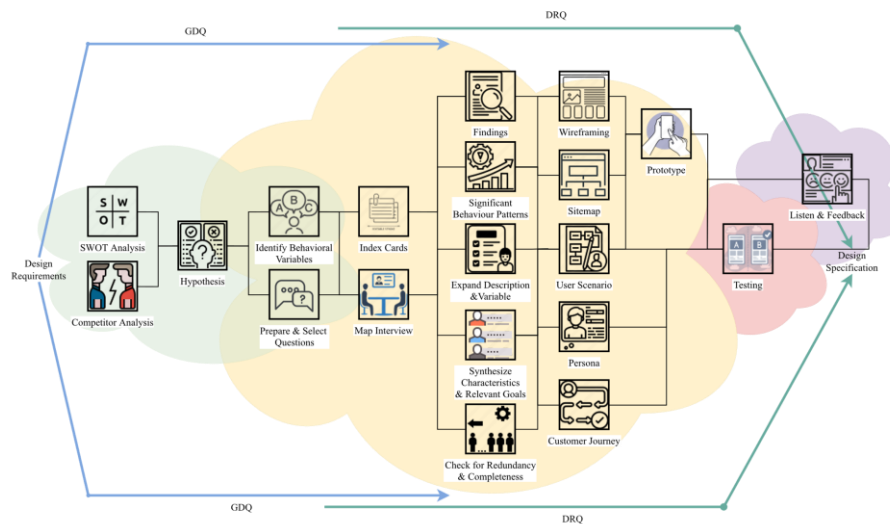 DRQ
GDQ
Findings
Wireframing
Prototype
S W
O T
SWOT Analysis
Hypothesis
A B C
Identify Behavioral
Variables
Index Cards
Significant
Behaviour Patterns
Sitemap
Listen & Feedback
Design
Requirements
Competitor Analysis
Prepare & Select
Questions
Map Interview
Expand Description
&Variable
User Scenario
A B
Testing
Design
Specification
Synthesize
Characteristics
& Relevant Goals
Persona
Check for Redundancy
& Completeness
Customer Journey
GDQ
DRQ